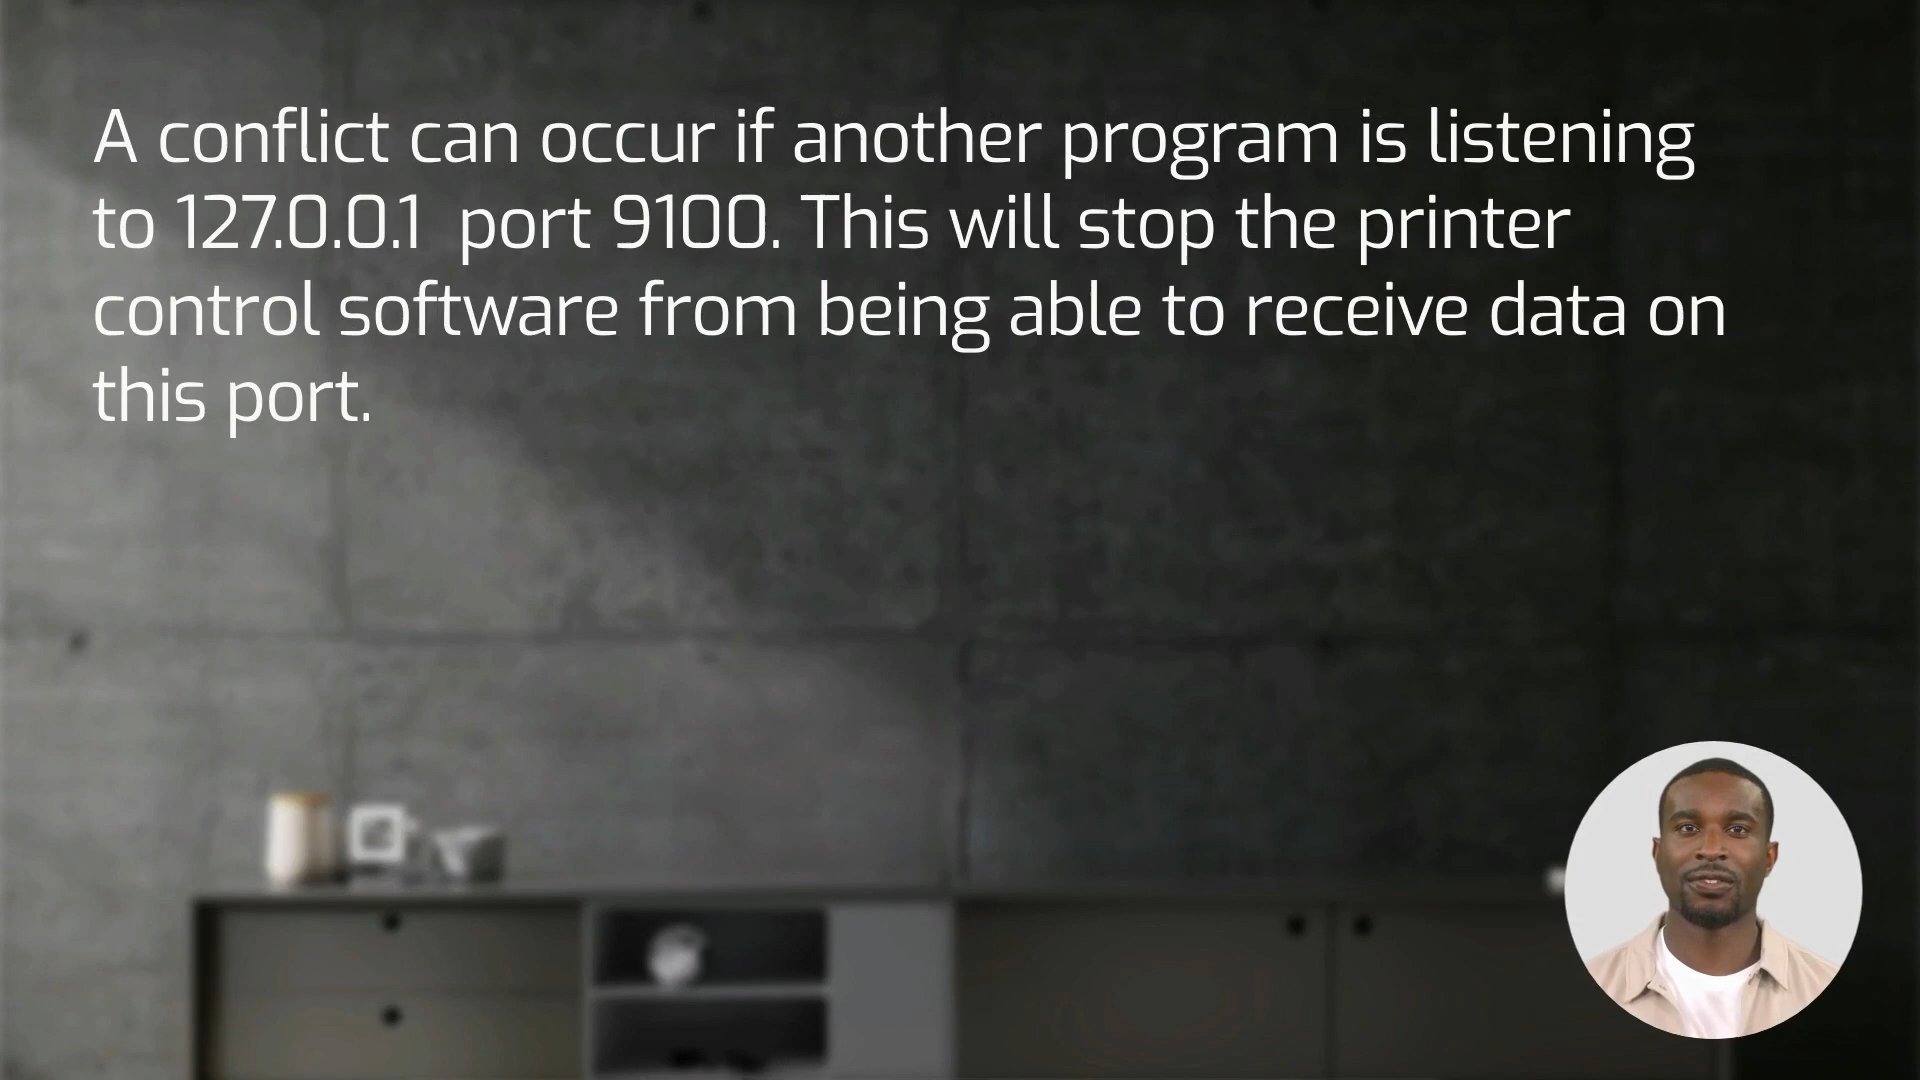 A conflict can occur if another program is listening
to 127.0.0.1  port 9100. This will stop the printer
control software from being able to receive data on
this port.